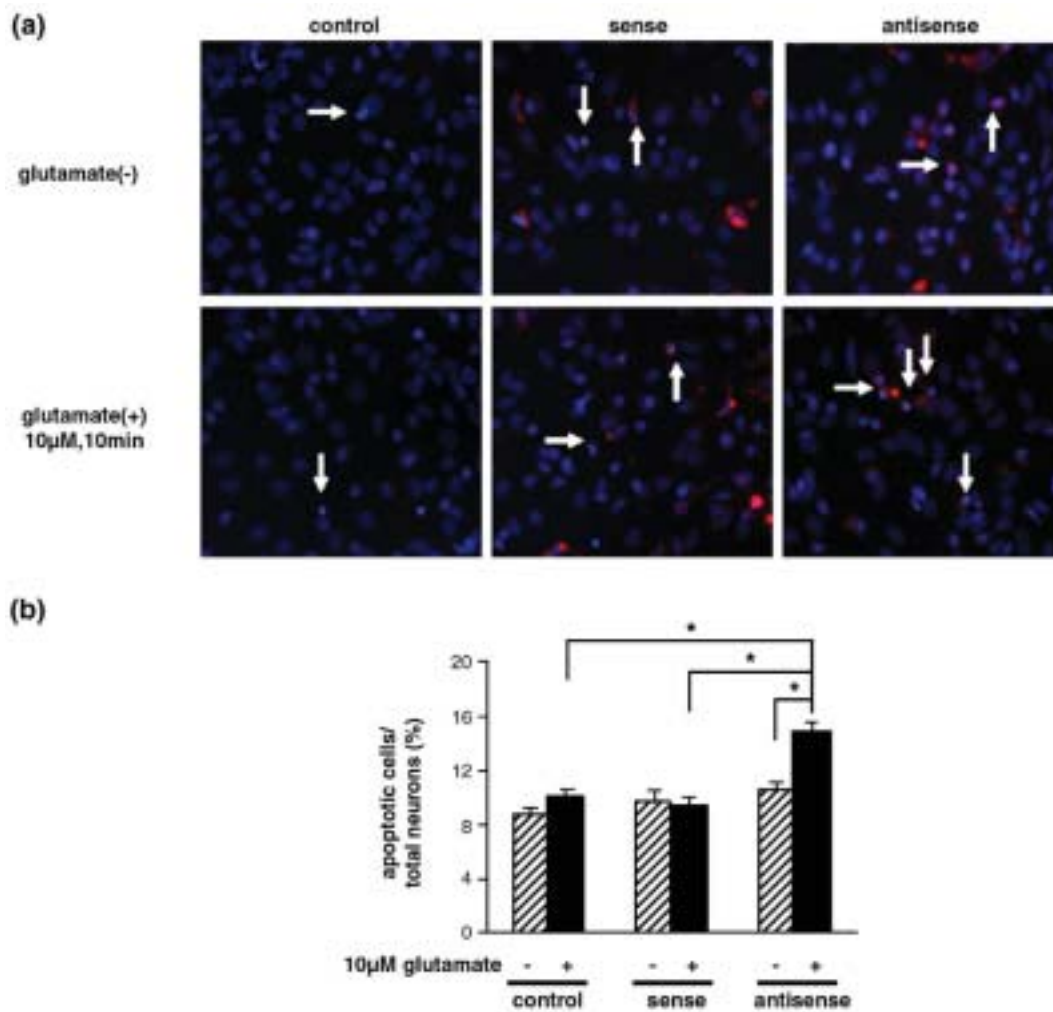 (a)
control sense antisense
glutamate(-)
glutamate(+)
10μM,10min
(b)
* 
*
*
20
16
12
8
4
0
apoptotic cells/
total neurons (%)
10μM glutamate - + - + - +
control sense antisense